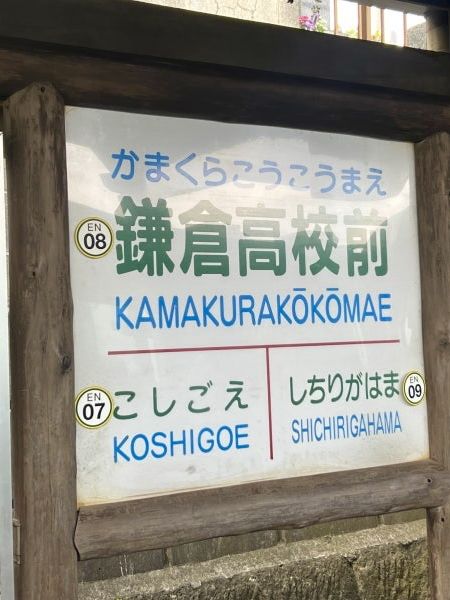 かまくらこうこうまえ
EN
08
鎌倉高校前
KAMAKURAKŌKŌMAE
EN
07
こしごえ
KOSHIGOE
しちりがはま
EN
09
SHICHIRIGAHAMA